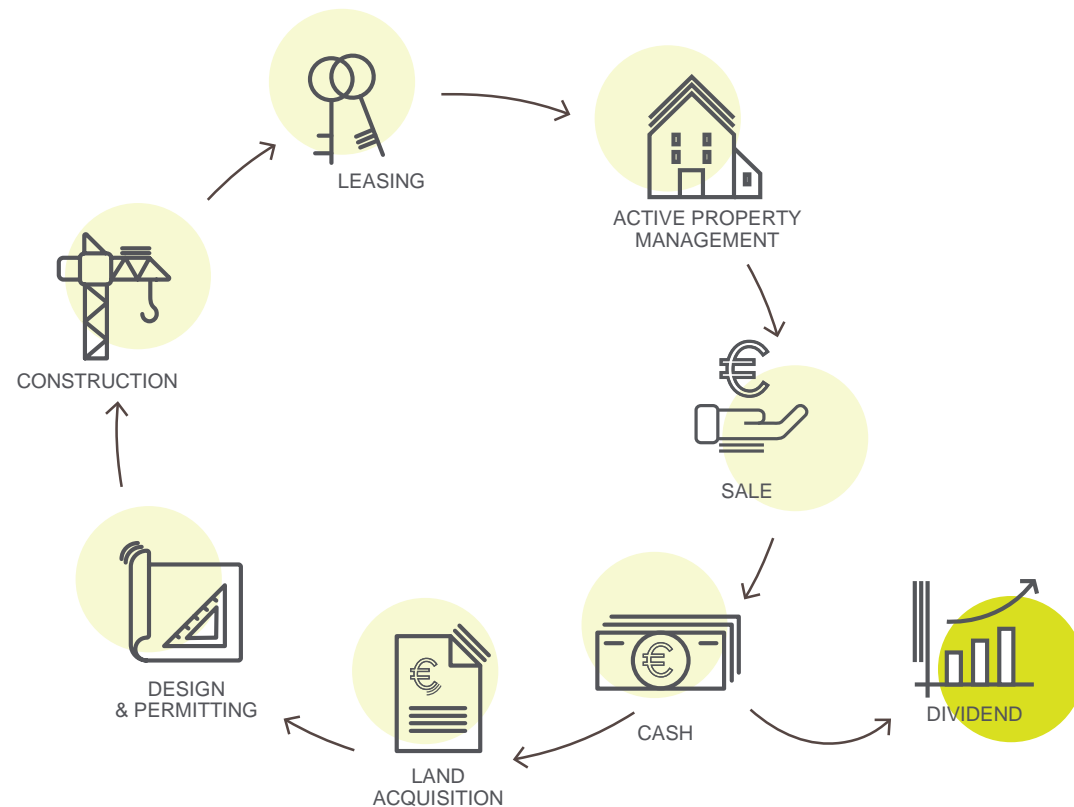 LEASING
ACTIVE PROPERTY
MANAGEMENT
CONSTRUCTION
€
SALE
DESIGN
& PERMITTING
€
LAND
ACQUISITION
€
CASH
DIVIDEND